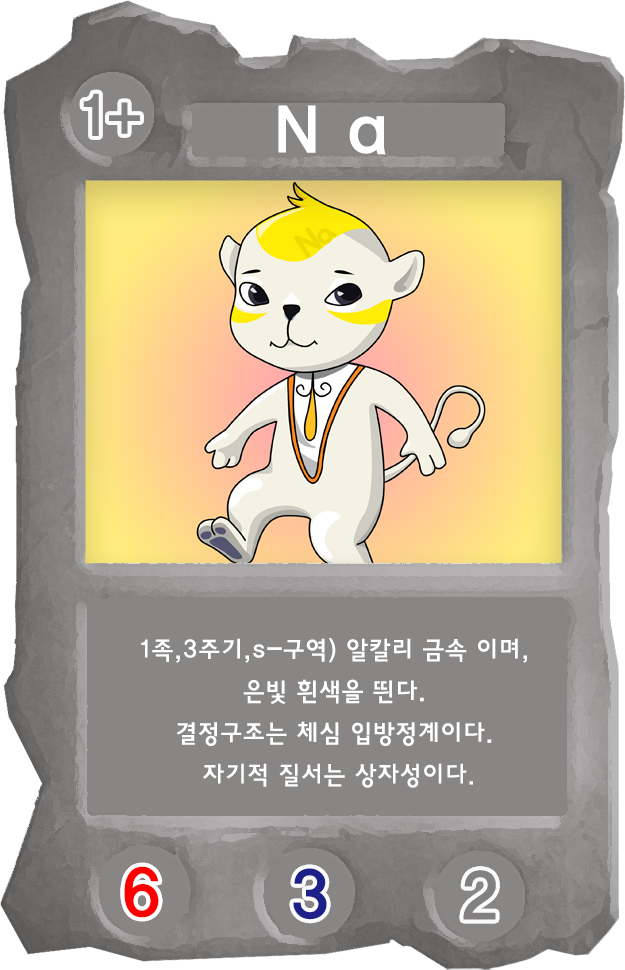 1+
Na
Na
1족,3주기,s-구역) 알칼리 금속 이며,
은빛 흰색을 띈다.
결정구조는 체심 입방정계이다.
자기적 질서는 상자성이다.
6 3 2